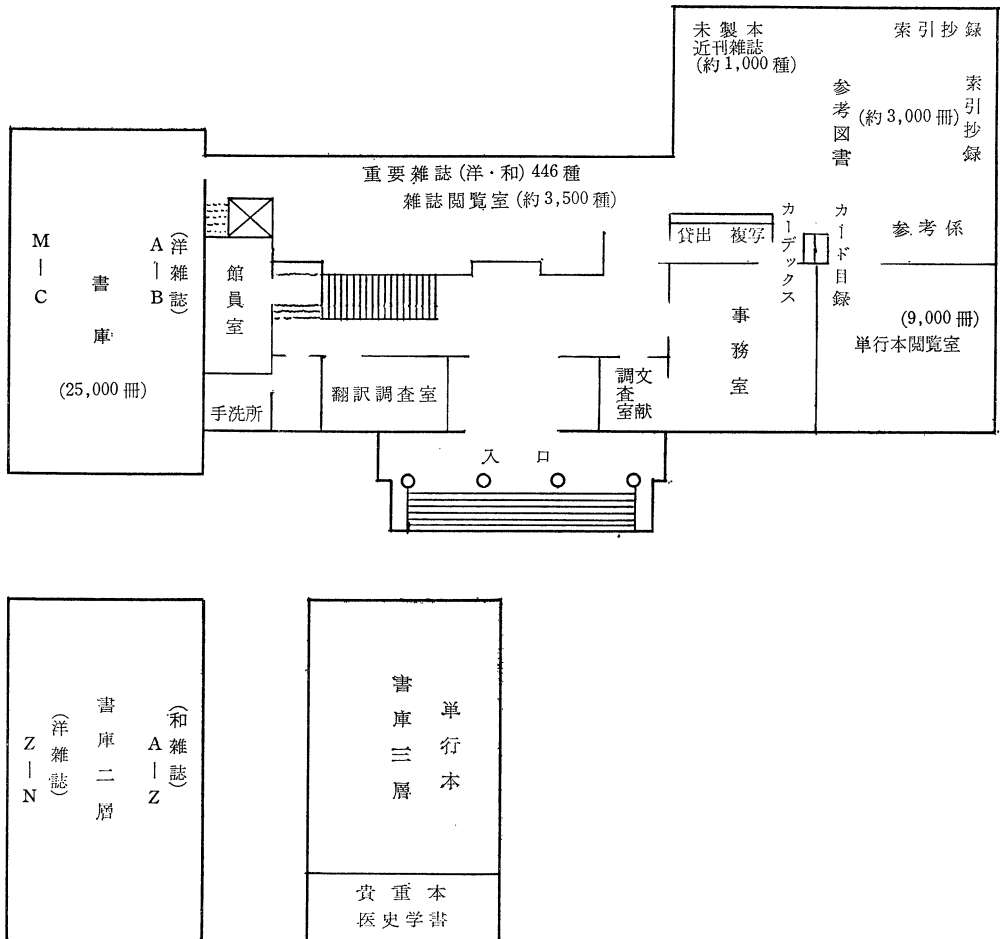 未製本
近刊雑誌
(約1,000種)
索引抄録
索引抄録
参考図書
(約3,000冊)
重要雑誌(洋・和)446種
雑誌閲覧室(約3,500種)
貸出 複写
カーデックス
カード目録
参考係
(洋雑誌)
A―B
書庫
M―C
(25,000冊)
館員室
手洗所
翻訳調査室
文献
調査室
事務室
(9,000冊)
単行本閲覧室
入口
(和雑誌)
A―Z
書庫二層
(洋雑誌)
Z―N
単行本
書庫三層
貴重本
医史学書